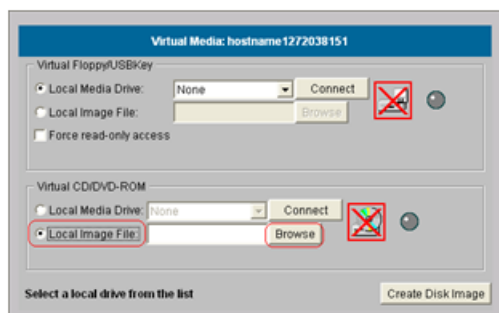 Virtual Media: hostname1272038151
Virtual Floppy/USBKey
Local Media Drive: None Connect
Local Image File: Browse
Force read-only access
Virtual CD/DVD-ROM
Local Media Drive: None Connect
Local Image File: Browse
Select a local drive from the list Create Disk Image